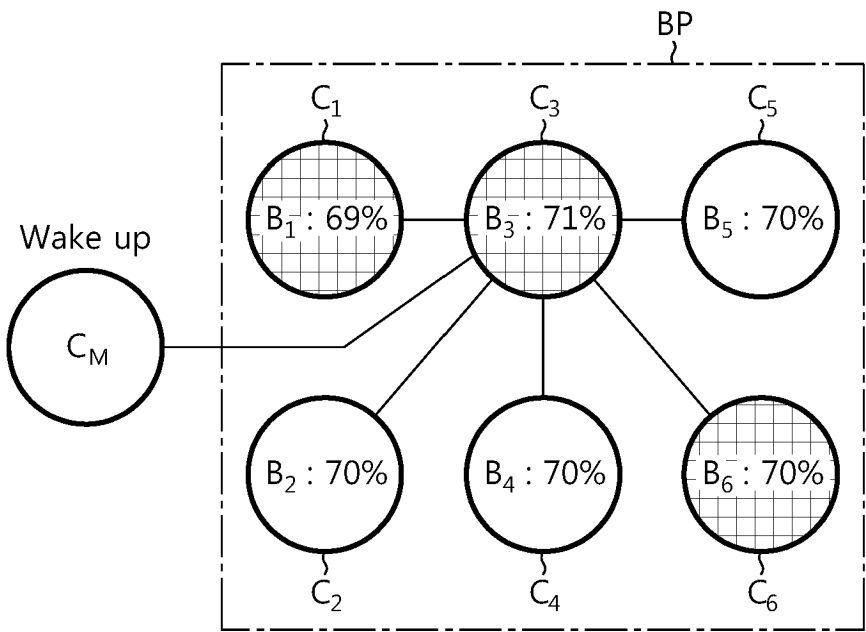 BP
C₁ C₃ C₅
B₁ : 69% B₃ : 71% B₅ : 70%
Wake up
C_M
B₂ : 70% B₄ : 70% B₆ : 70%
C₂ C₄ C₆